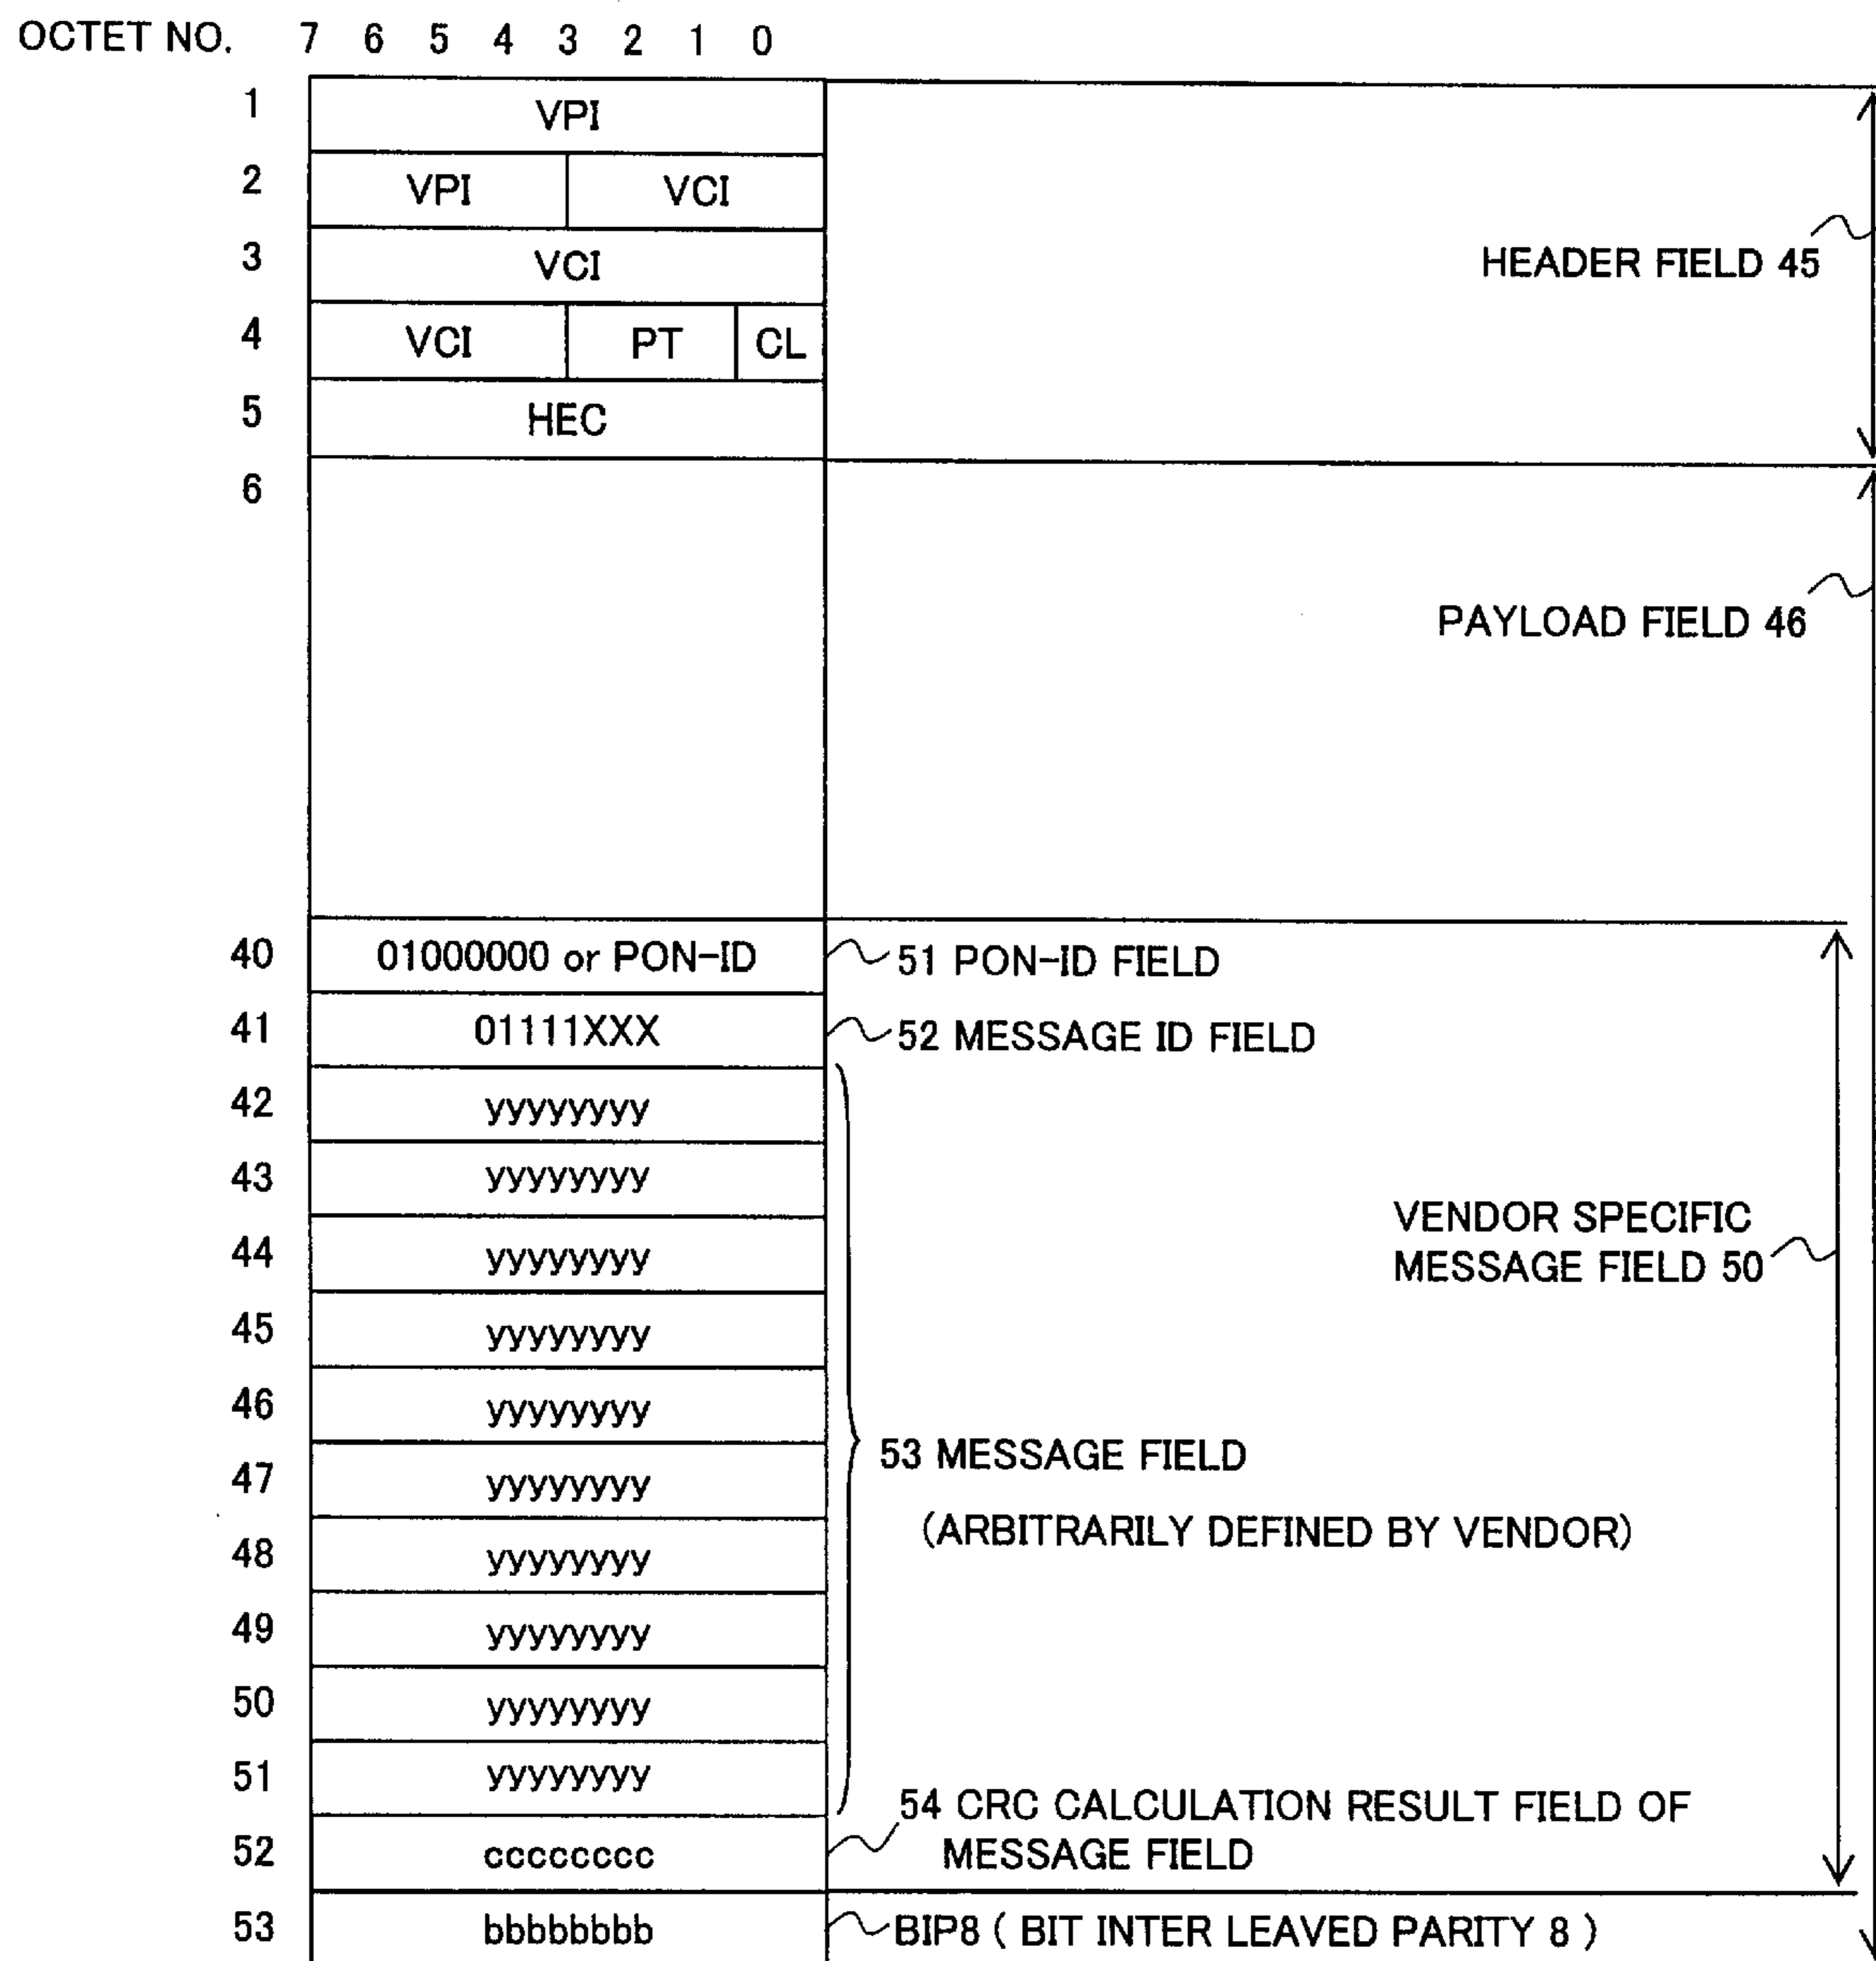 OCTET NO. 7 6 5 4 3 2 1 0
1 VPI
2 VPI VCI
3 VCI
HEADER FIELD 45
4 VCI PT CL
5 HEC
6
PAYLOAD FIELD 46
40 01000000 or PON-ID 51 PON-ID FIELD
41 01111XXX 52 MESSAGE ID FIELD
42 yyyyyyyy
43 yyyyyyyy
VENDOR SPECIFIC
MESSAGE FIELD 50
44 yyyyyyyy
45 yyyyyyyy
46 yyyyyyyy
53 MESSAGE FIELD
(ARBITRARILY DEFINED BY VENDOR)
47 yyyyyyyy
48 yyyyyyyy
49 yyyyyyyy
50 yyyyyyyy
51 yyyyyyyy
54 CRC CALCULATION RESULT FIELD OF
MESSAGE FIELD
52 cccccccc
53 bbbbbbbb BIP8 ( BIT INTER LEAVED PARITY 8 )